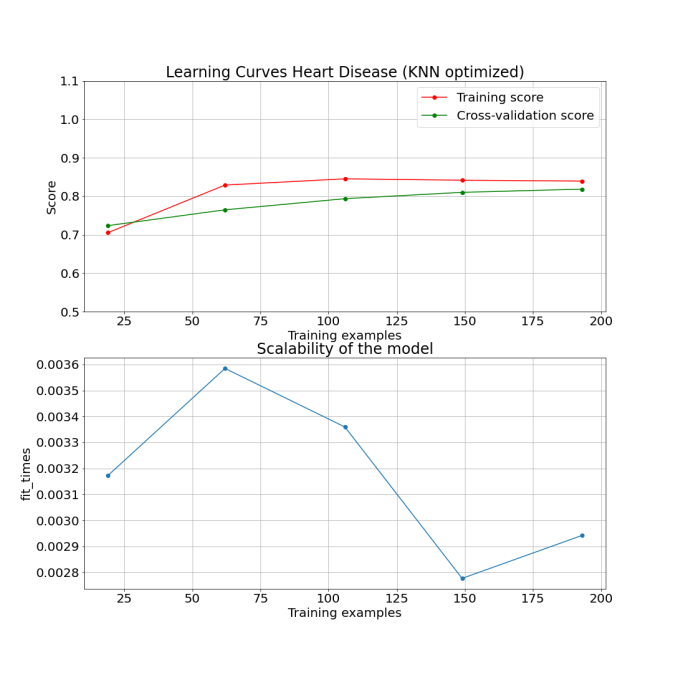 Learning Curves Heart Disease (KNN optimized)
1.1
1.0
0.9
0.8
0.7
0.6
0.5
Score
Training score
Cross-validation score
25 50 75 100 125 150 175 200
Training examples
Scalability of the model
0.0036
0.0035
0.0034
0.0033
0.0032
0.0031
0.0030
0.0029
0.0028
fit_times
25 50 75 100 125 150 175 200
Training examples